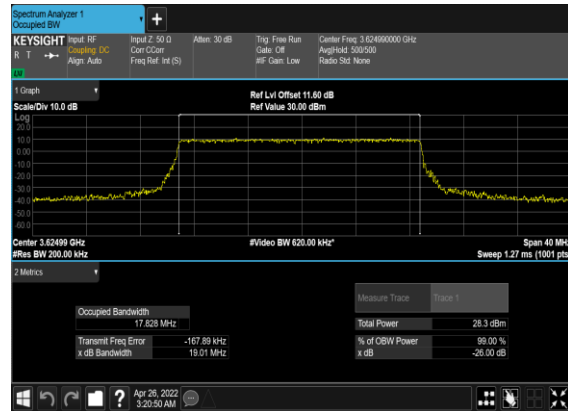 Spectrum Analyzer 1
Occupied BW
KEYSIGHT Input: RF Input Z: 50 Ω Atten: 30 dB Trig: Free Run Center Freq: 3.624990000 GHz
R T Coupling: DC Corr CCorr Gate: Off Avg|Hold: 500/500
Align: Auto Freq Ref: Int (S) #IF Gain: Low Radio Std: None
LXI
1 Graph
Ref Lvl Offset 11.60 dB
Scale/Div 10.0 dB Ref Value 30.00 dBm
Log
20.0
10.0
0.00
-10.0
-20.0
-30.0
-40.0
-50.0
-60.0
Center 3.62499 GHz #Video BW 620.00 kHz* Span 40 MHz
#Res BW 200.00 kHz Sweep 1.27 ms (1001 pts
2 Metrics
Measure Trace Trace 1
Occupied Bandwidth
17.828 MHz
Total Power 28.3 dBm
Transmit Freq Error -167.89 kHz % of OBW Power 99.00 %
x dB Bandwidth 19.01 MHz x dB -26.00 dB
Apr 26, 2022
3:20:50 AM